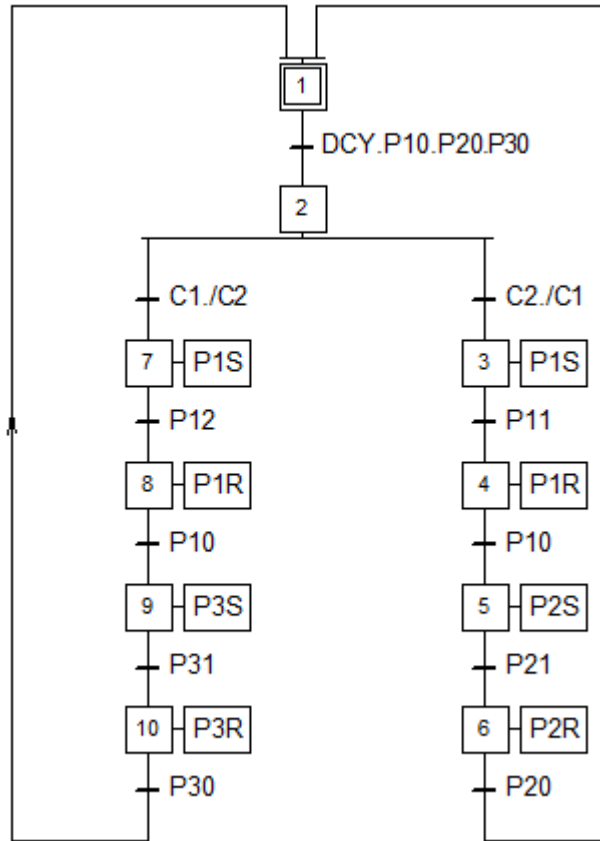 1
DCY.P10.P20.P30
2
C1./C2
C2./C1
7 P1S
3 P1S
P12
P11
8 P1R
4 P1R
P10
P10
9 P3S
5 P2S
P31
P21
10 P3R
6 P2R
P30
P20